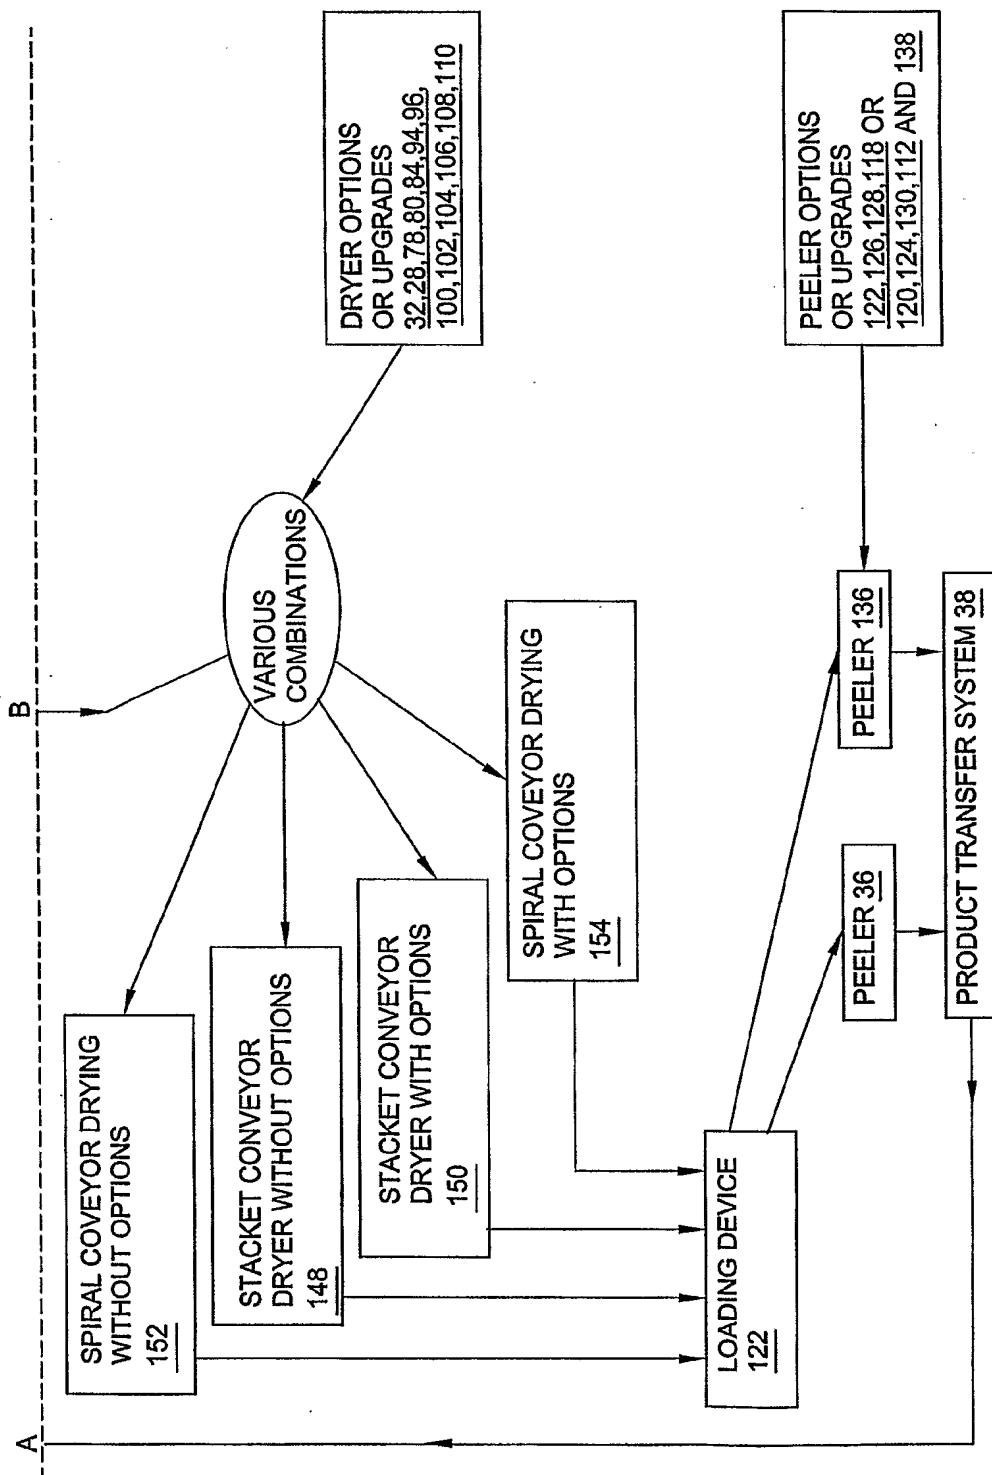 A
B
SPIRAL COVEYOR DRYING
WITHOUT OPTIONS
152
STACKET CONVEYOR
DRYER WITHOUT OPTIONS
148
STACKET CONVEYOR
DRYER WITH OPTIONS
150
SPIRAL COVEYOR DRYING
WITH OPTIONS
154
VARIOUS
COMBINATIONS
DRYER OPTIONS
OR UPGRADES
32,28,78,80,84,94,96,
100,102,104,106,108,110
LOADING DEVICE
122
PEELER 36
PEELER 136
PEELER OPTIONS
OR UPGRADES
122,126,128,118 OR
120,124,130,112 AND 138
PRODUCT TRANSFER SYSTEM 38